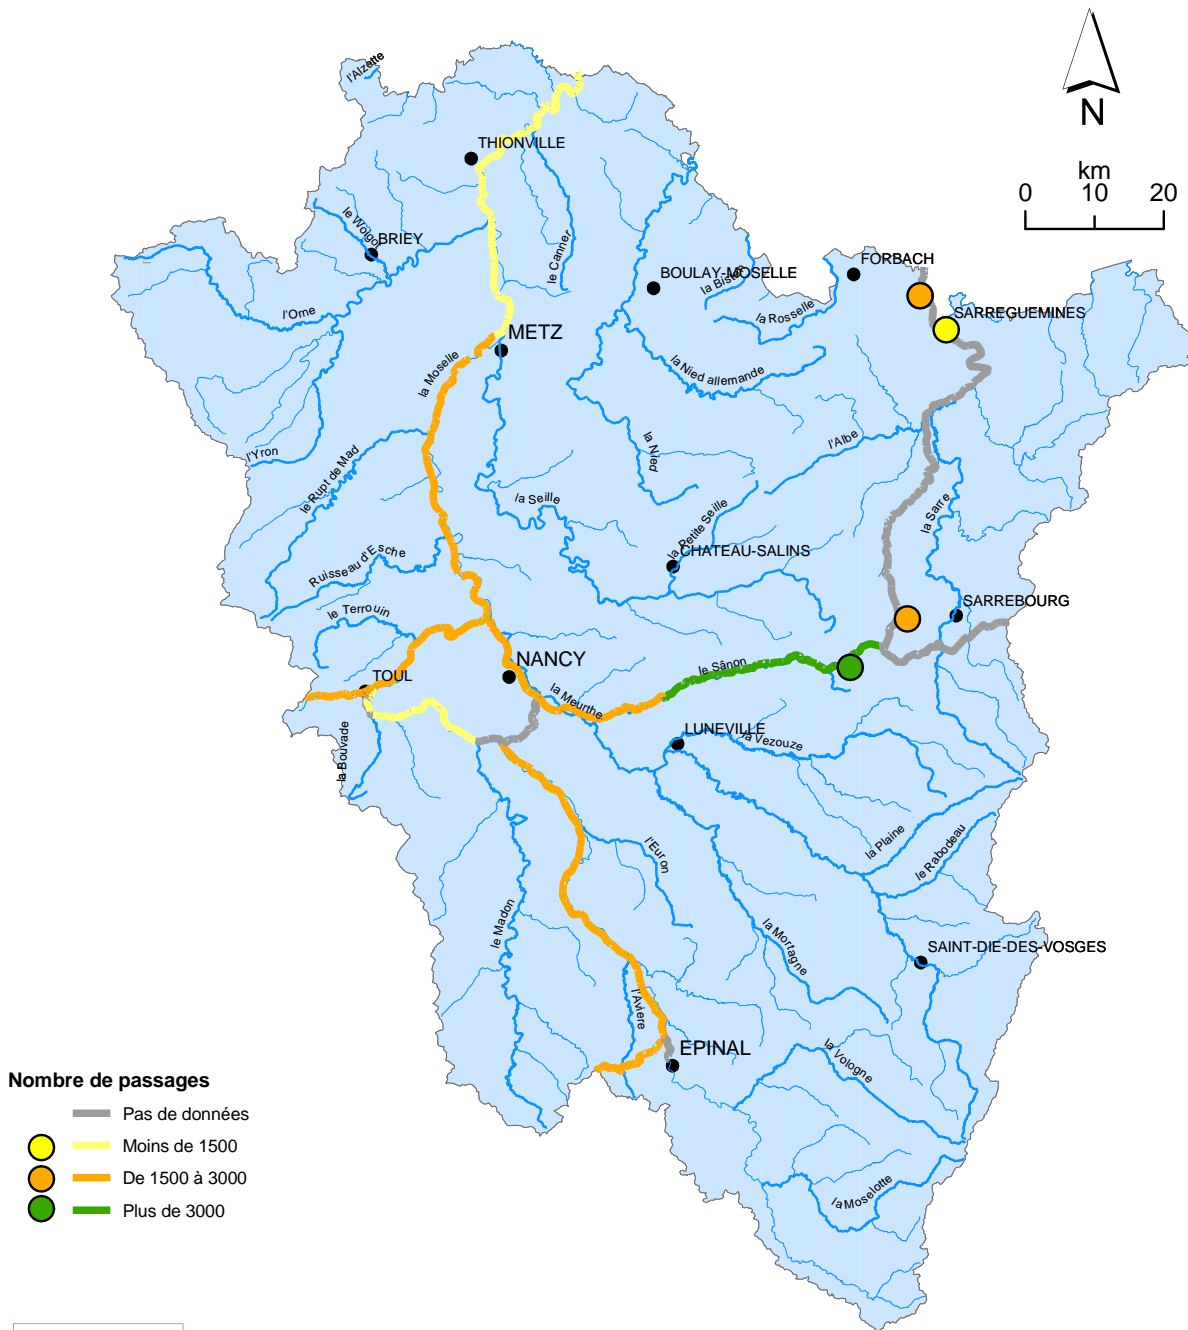 l'Alzette
N
THIONVILLE
km
0 10 20
le Woigot
BRIEY
le Canner
BOULAY-MOSELLE
la Bisten
FORBACH
l'Orne
la Rosselle
SARREGUEMINES
METZ
la Moselle
la Nied allemande
l'Yron
le Rupt de Mad
la Nied
l'Albe
la Seille
la Petite Seille
la Sarre
Ruisseau d'Esche
CHATEAU-SALINS
le Terrouin
SARREBOURG
TOUL
NANCY
le Sânon
la Meurthe
LUNEVILLE
la Vezouze
la Bouvade
la Plaine
l'Euron
le Rabodeau
le Madon
la Mortagne
SAINT-DIE-DES-VOSGES
l'Aviere
EPINAL
la Vologne
Nombre de passages
Pas de données
Moins de 1500
De 1500 à 3000
Plus de 3000
la Moselotte